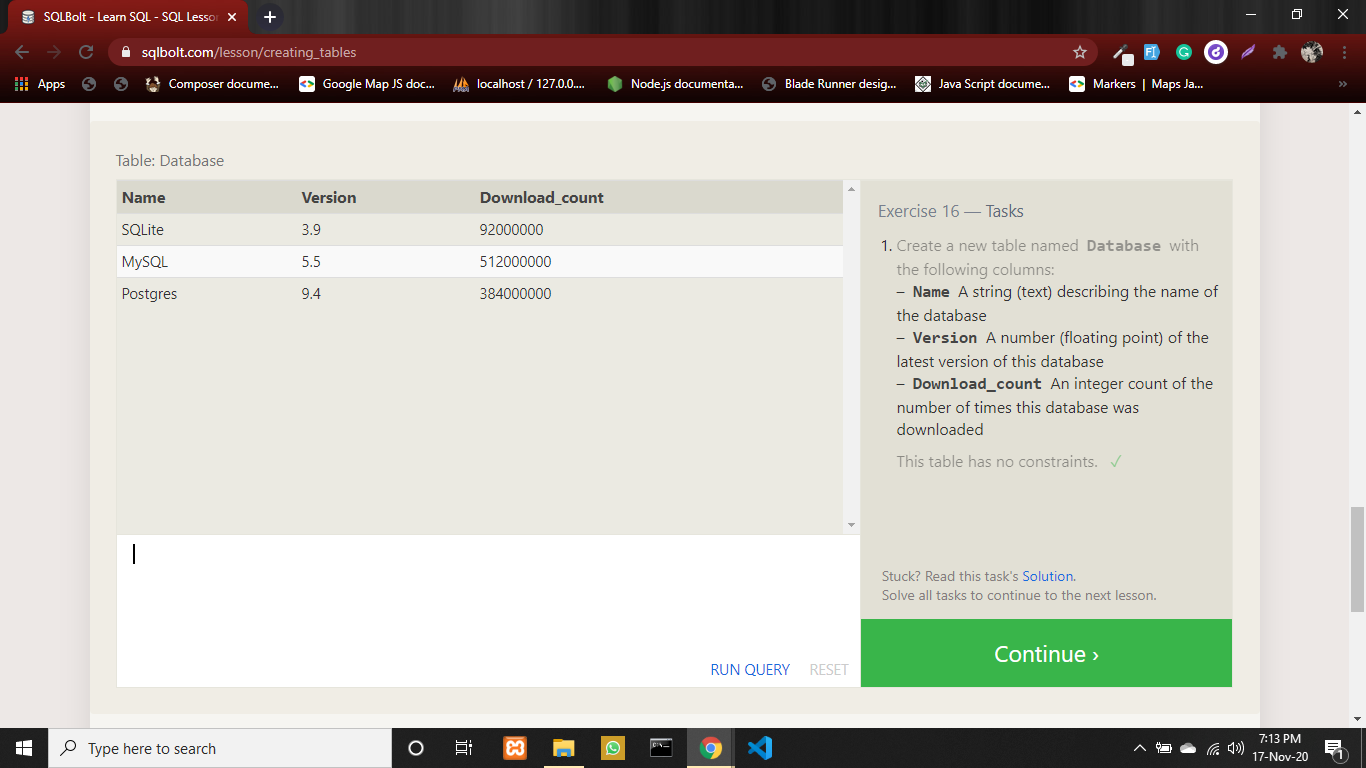 SQLBolt - Learn SQL - SQL Lesson
sqlbolt.com/lesson/creating_tables
Apps
Composer docume...
Google Map JS doc...
localhost / 127.0.0....
Node.js documenta...
Blade Runner desig...
Java Script docume...
Markers | Maps Ja...
»
Table: Database
Name Version Download_count
SQLite 3.9 92000000
MySQL 5.5 512000000
Postgres 9.4 384000000
RUN QUERY RESET
Exercise 16 — Tasks
1. Create a new table named Database with
the following columns:
– Name A string (text) describing the name of
the database
– Version A number (floating point) of the
latest version of this database
– Download_count An integer count of the
number of times this database was
downloaded
This table has no constraints. ✓
Stuck? Read this task's Solution.
Solve all tasks to continue to the next lesson.
Continue ›
Type here to search
7:13 PM
17-Nov-20
1